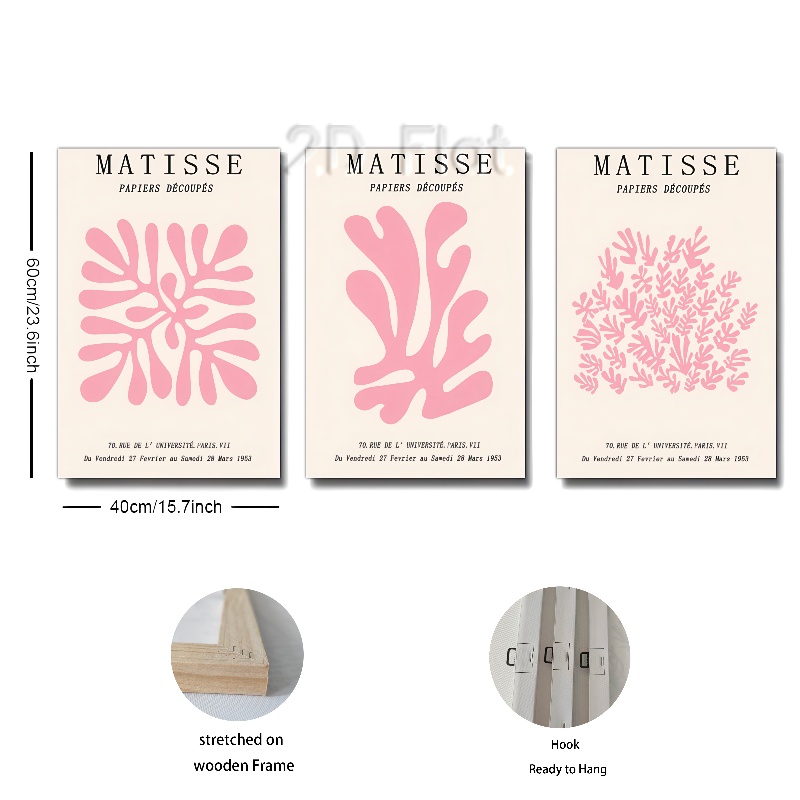 2D Flat
MATISSE
PAPIERS DÉCOUPÉS
70.RUE DE L' UNIVERSITÉ.PARIS.VII
Du Vendredi 27 Fevrier au Samedi 28 Mars 1953
MATISSE
PAPIERS DÉCOUPÉS
70.RUE DE L' UNIVERSITÉ.PARIS.VII
Du Vendredi 27 Fevrier au Samedi 28 Mars 1953
MATISSE
PAPIERS DÉCOUPÉS
70.RUE DE L' UNIVERSITÉ.PARIS.VII
Du Vendredi 27 Fevrier au Samedi 28 Mars 1953
60cm/23.6inch
40cm/15.7inch
stretched on
wooden Frame
Hook
Ready to Hang